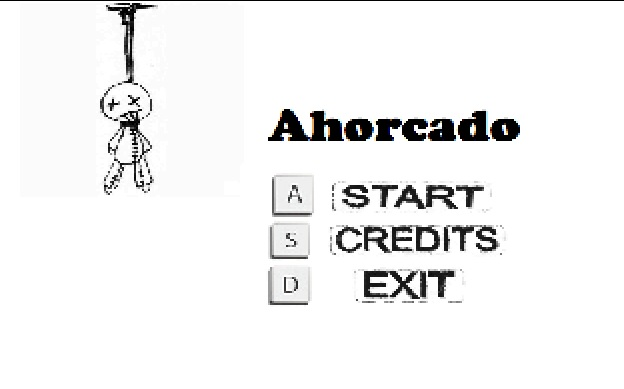 Ahorcado
A START
S CREDITS
D EXIT